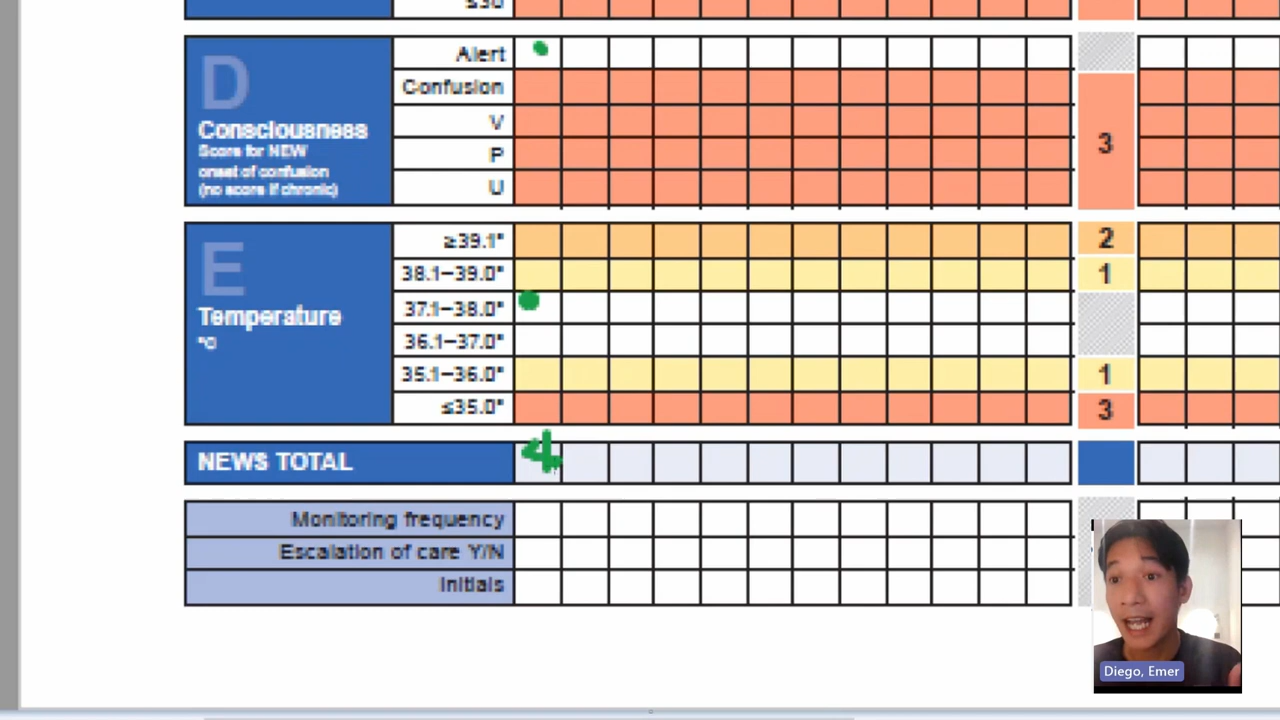 ≤30
D
Consciousness
Score for NEW
onset of confusion
(no score if chronic)
Alert
Confusion
V
P
U
3
E
Temperature
°C
≥39.1°
38.1–39.0°
37.1–38.0°
36.1–37.0°
35.1–36.0°
≤35.0°
2
1
1
3
NEWS TOTAL
4
Monitoring frequency
Escalation of care Y/N
Initials
Diego, Emer